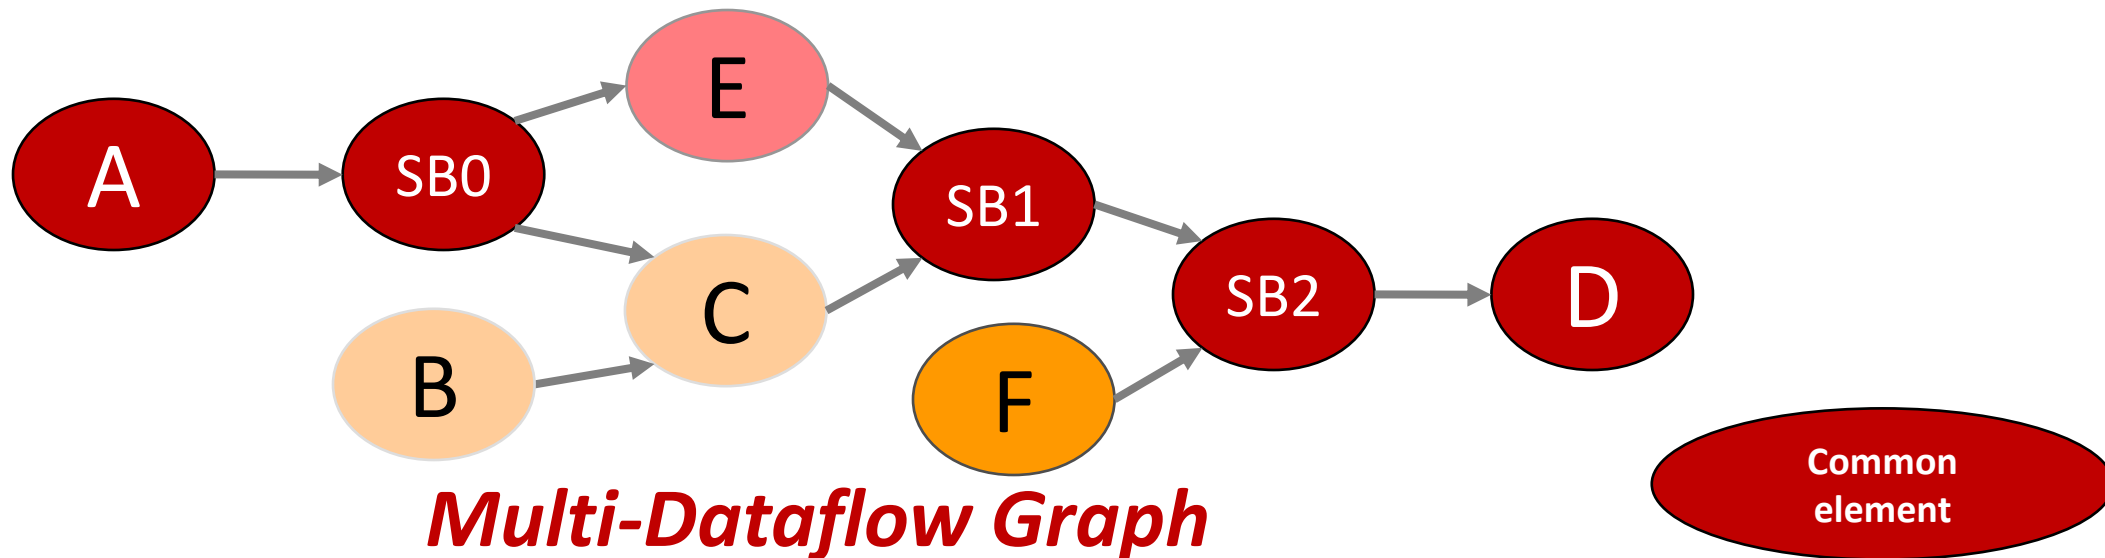 E
A
SB0
SB1
C
SB2
D
B
F
Common
element
Multi-Dataflow Graph